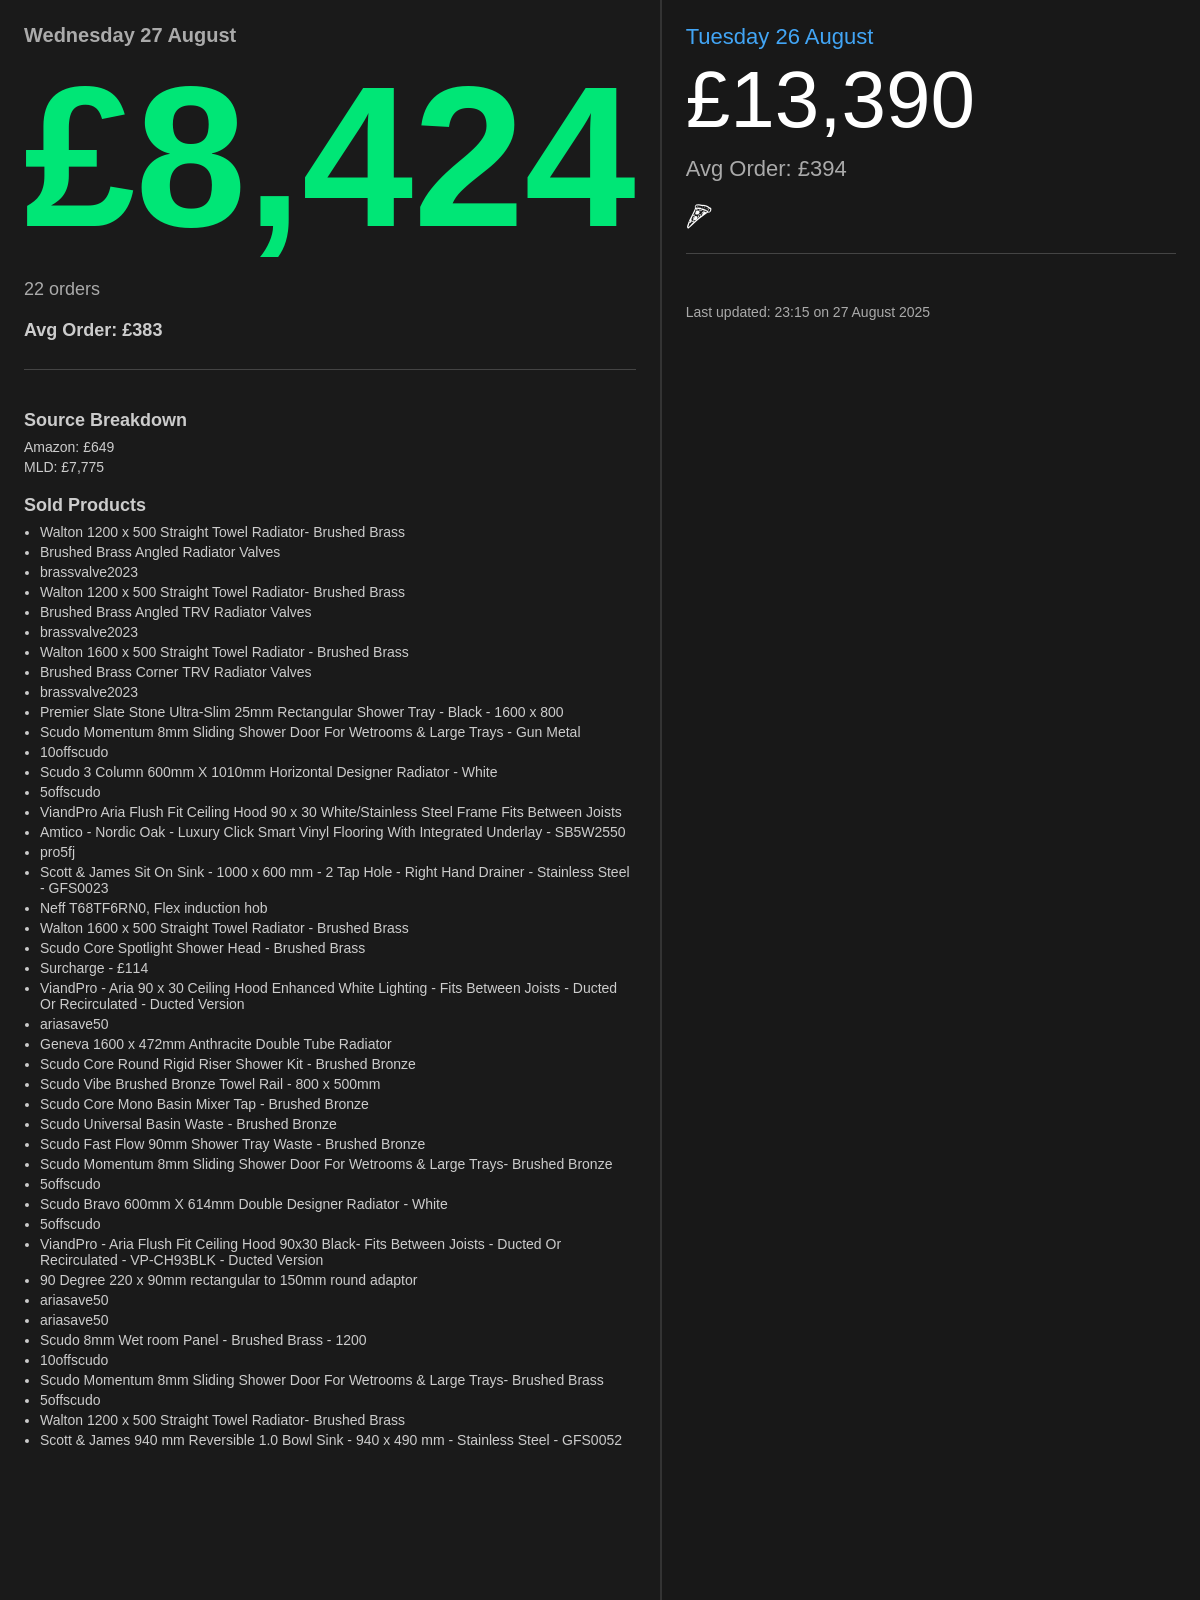 Wednesday 27 August
£8,424
22 orders
Avg Order: £383
Source Breakdown
Amazon: £649
MLD: £7,775
Sold Products
• Walton 1200 x 500 Straight Towel Radiator- Brushed Brass
• Brushed Brass Angled Radiator Valves
• brassvalve2023
• Walton 1200 x 500 Straight Towel Radiator- Brushed Brass
• Brushed Brass Angled TRV Radiator Valves
• brassvalve2023
• Walton 1600 x 500 Straight Towel Radiator - Brushed Brass
• Brushed Brass Corner TRV Radiator Valves
• brassvalve2023
• Premier Slate Stone Ultra-Slim 25mm Rectangular Shower Tray - Black - 1600 x 800
• Scudo Momentum 8mm Sliding Shower Door For Wetrooms & Large Trays - Gun Metal
• 10offscudo
• Scudo 3 Column 600mm X 1010mm Horizontal Designer Radiator - White
• 5offscudo
• ViandPro Aria Flush Fit Ceiling Hood 90 x 30 White/Stainless Steel Frame Fits Between Joists
• Amtico - Nordic Oak - Luxury Click Smart Vinyl Flooring With Integrated Underlay - SB5W2550
• pro5fj
• Scott & James Sit On Sink - 1000 x 600 mm - 2 Tap Hole - Right Hand Drainer - Stainless Steel
- GFS0023
• Neff T68TF6RN0, Flex induction hob
• Walton 1600 x 500 Straight Towel Radiator - Brushed Brass
• Scudo Core Spotlight Shower Head - Brushed Brass
• Surcharge - £114
• ViandPro - Aria 90 x 30 Ceiling Hood Enhanced White Lighting - Fits Between Joists - Ducted
Or Recirculated - Ducted Version
• ariasave50
• Geneva 1600 x 472mm Anthracite Double Tube Radiator
• Scudo Core Round Rigid Riser Shower Kit - Brushed Bronze
• Scudo Vibe Brushed Bronze Towel Rail - 800 x 500mm
• Scudo Core Mono Basin Mixer Tap - Brushed Bronze
• Scudo Universal Basin Waste - Brushed Bronze
• Scudo Fast Flow 90mm Shower Tray Waste - Brushed Bronze
• Scudo Momentum 8mm Sliding Shower Door For Wetrooms & Large Trays- Brushed Bronze
• 5offscudo
• Scudo Bravo 600mm X 614mm Double Designer Radiator - White
• 5offscudo
• ViandPro - Aria Flush Fit Ceiling Hood 90x30 Black- Fits Between Joists - Ducted Or
Recirculated - VP-CH93BLK - Ducted Version
• 90 Degree 220 x 90mm rectangular to 150mm round adaptor
• ariasave50
• ariasave50
• Scudo 8mm Wet room Panel - Brushed Brass - 1200
• 10offscudo
• Scudo Momentum 8mm Sliding Shower Door For Wetrooms & Large Trays- Brushed Brass
• 5offscudo
• Walton 1200 x 500 Straight Towel Radiator- Brushed Brass
• Scott & James 940 mm Reversible 1.0 Bowl Sink - 940 x 490 mm - Stainless Steel - GFS0052
Tuesday 26 August
£13,390
Avg Order: £394
Last updated: 23:15 on 27 August 2025